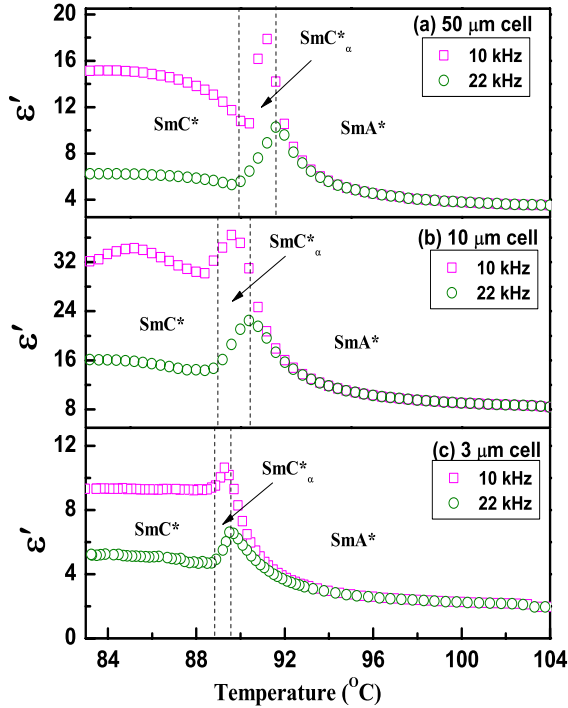 20
16
12
8
4
ε′
(a) 50 μm cell
10 kHz
22 kHz
SmC*α
SmC*
SmA*
32
24
16
8
ε′
(b) 10 μm cell
10 kHz
22 kHz
SmC*α
SmC*
SmA*
12
8
4
0
ε′
(c) 3 μm cell
10 kHz
22 kHz
SmC*α
SmC*
SmA*
84 88 92 96 100 104
Temperature (°C)